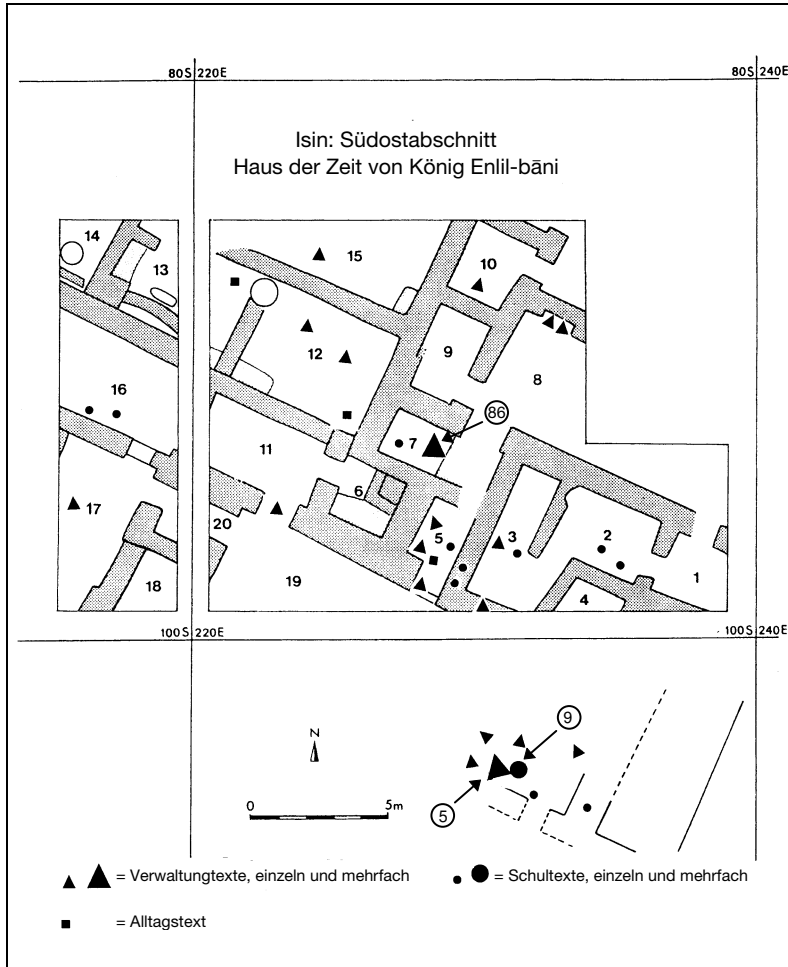 80S 220E
80S 240E
Isin: Südostabschnitt
Haus der Zeit von König Enlil-bāni
14
13
15
10
12
9
8
16
7
86
11
6
17
5
3
2
20
1
18
19
4
100S 220E
100S 240E
N
9
0
5m
5
= Verwaltungtexte, einzeln und mehrfach
= Schultexte, einzeln und mehrfach
= Alltagstext